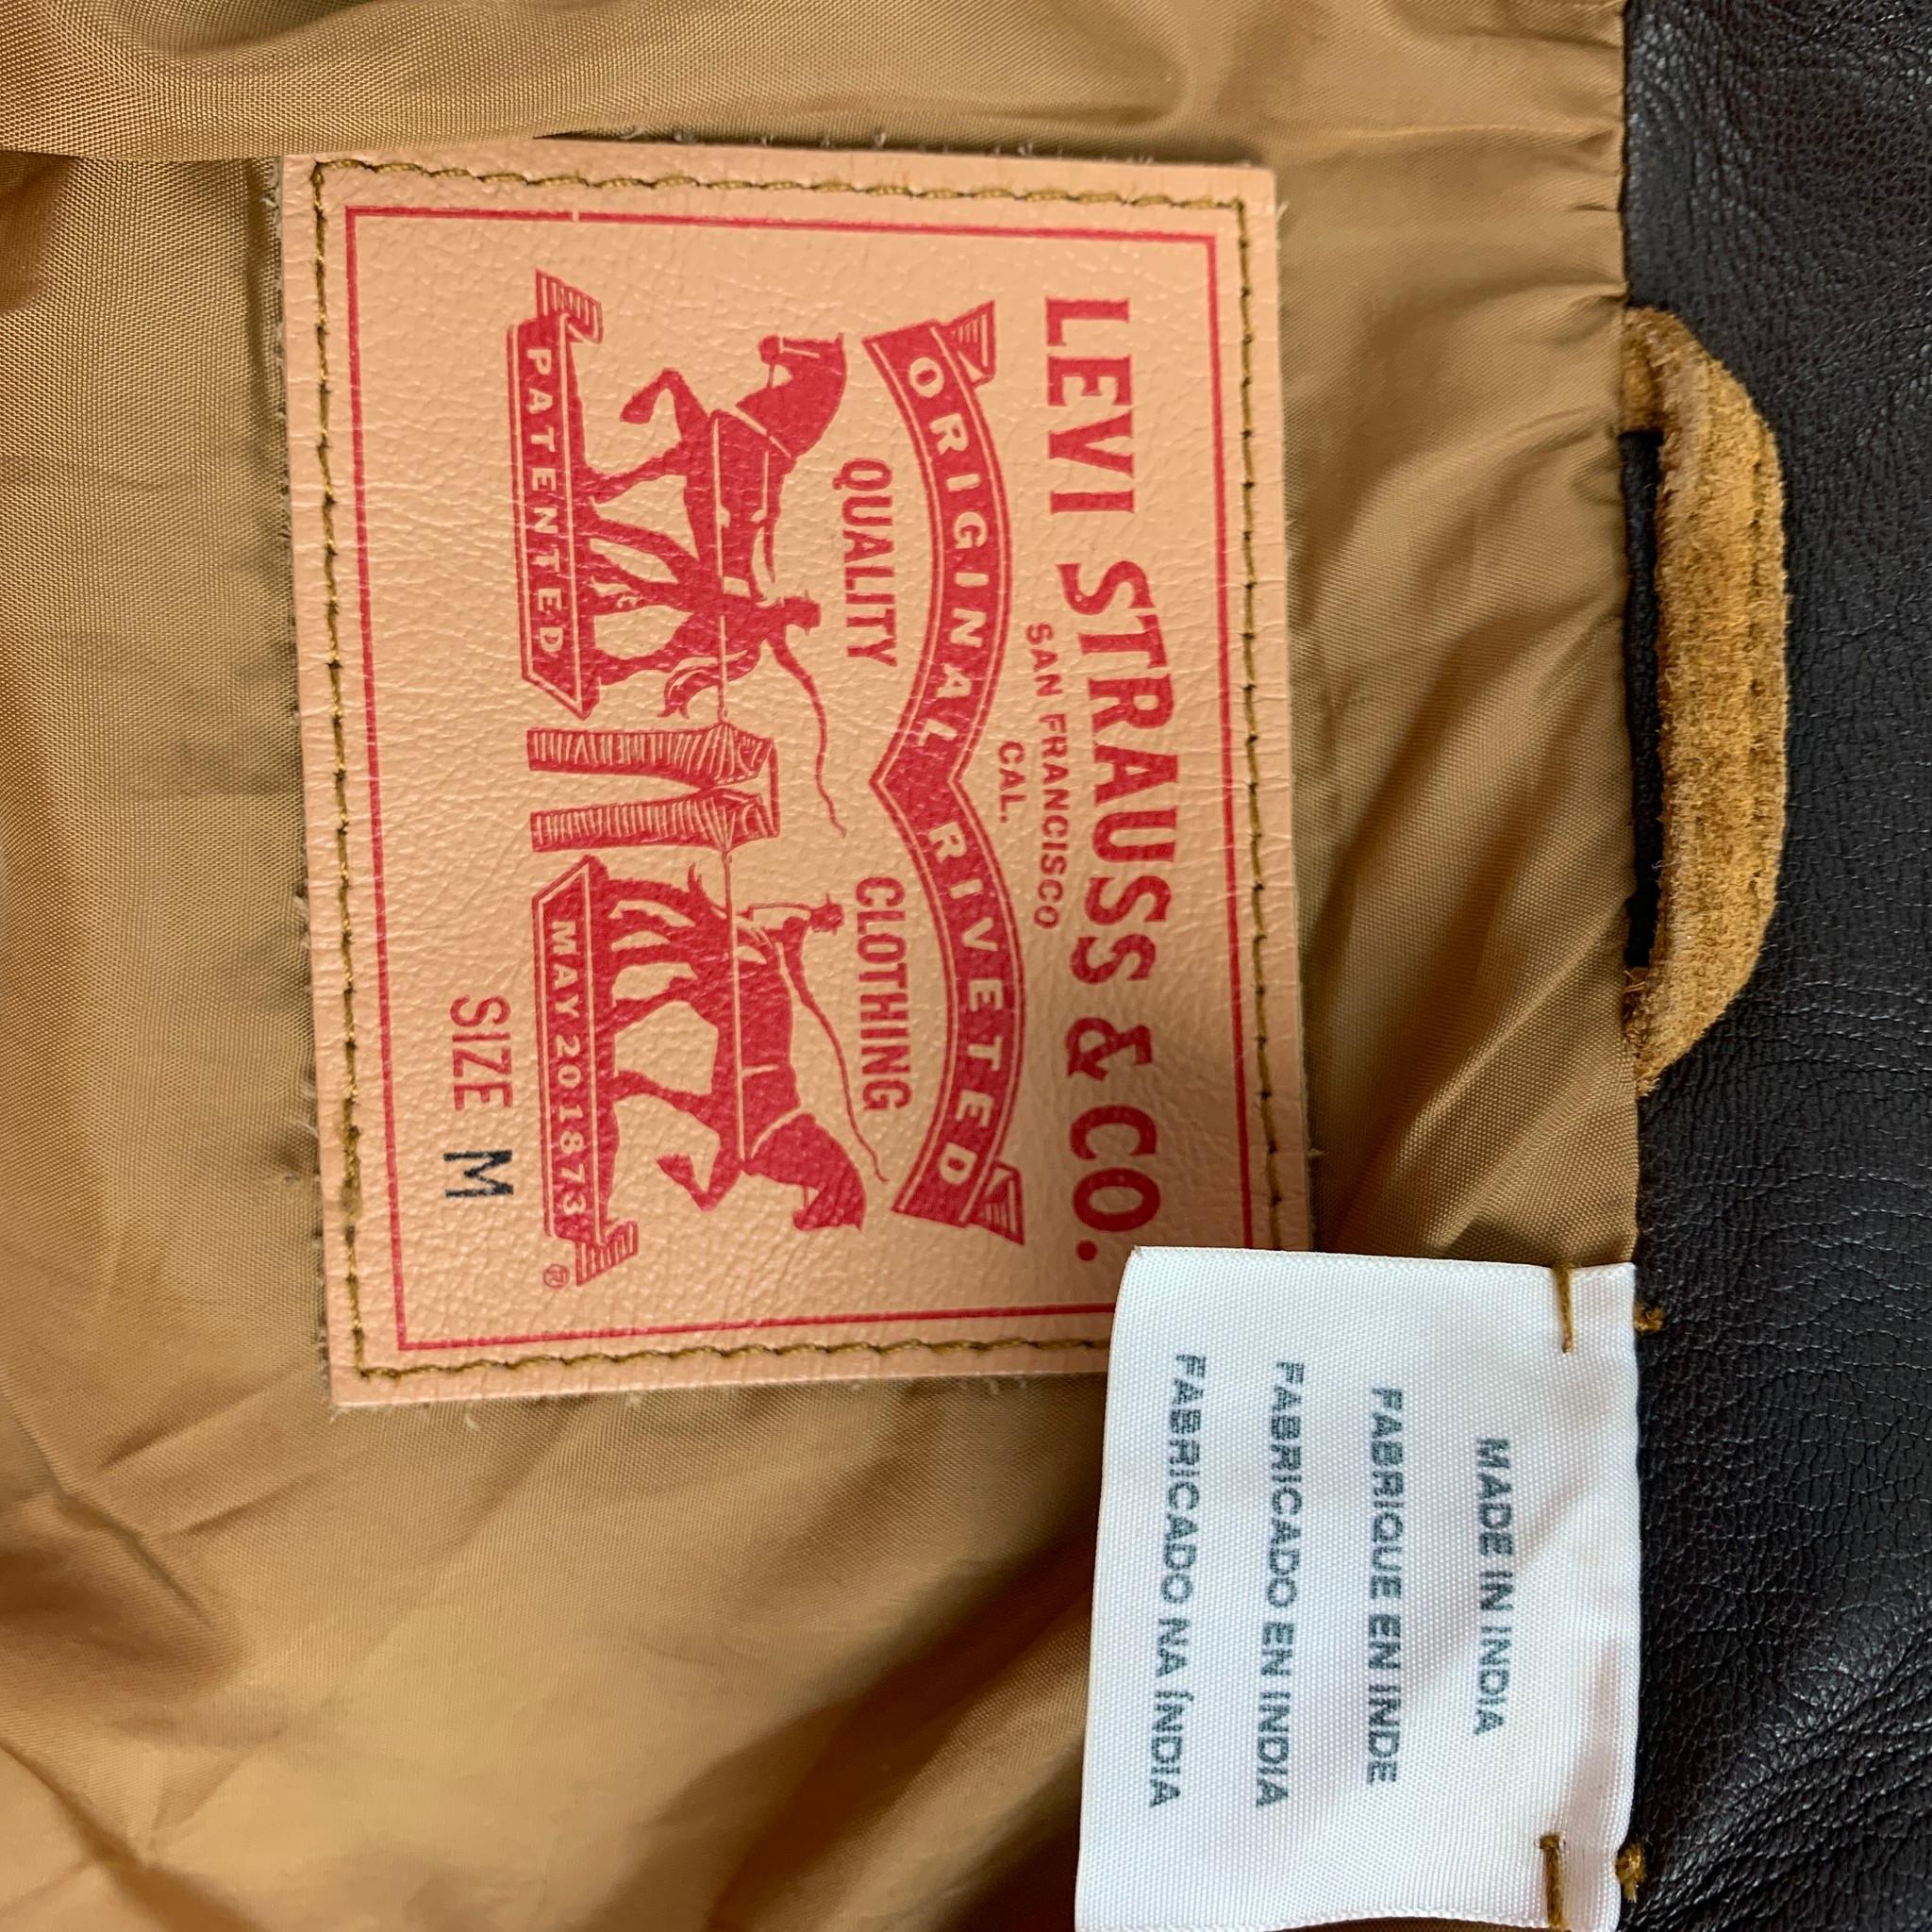 LEVI STRAUSS & CO.
SAN FRANCISCO
CAL.
ORIGINAL RIVETED
QUALITY CLOTHING
PATENTED MAY 20 1873
®
SIZE M
MADE IN INDIA
FABRIQUE EN INDE
FABRICADO EN INDIA
FABRICADO NA ÍNDIA